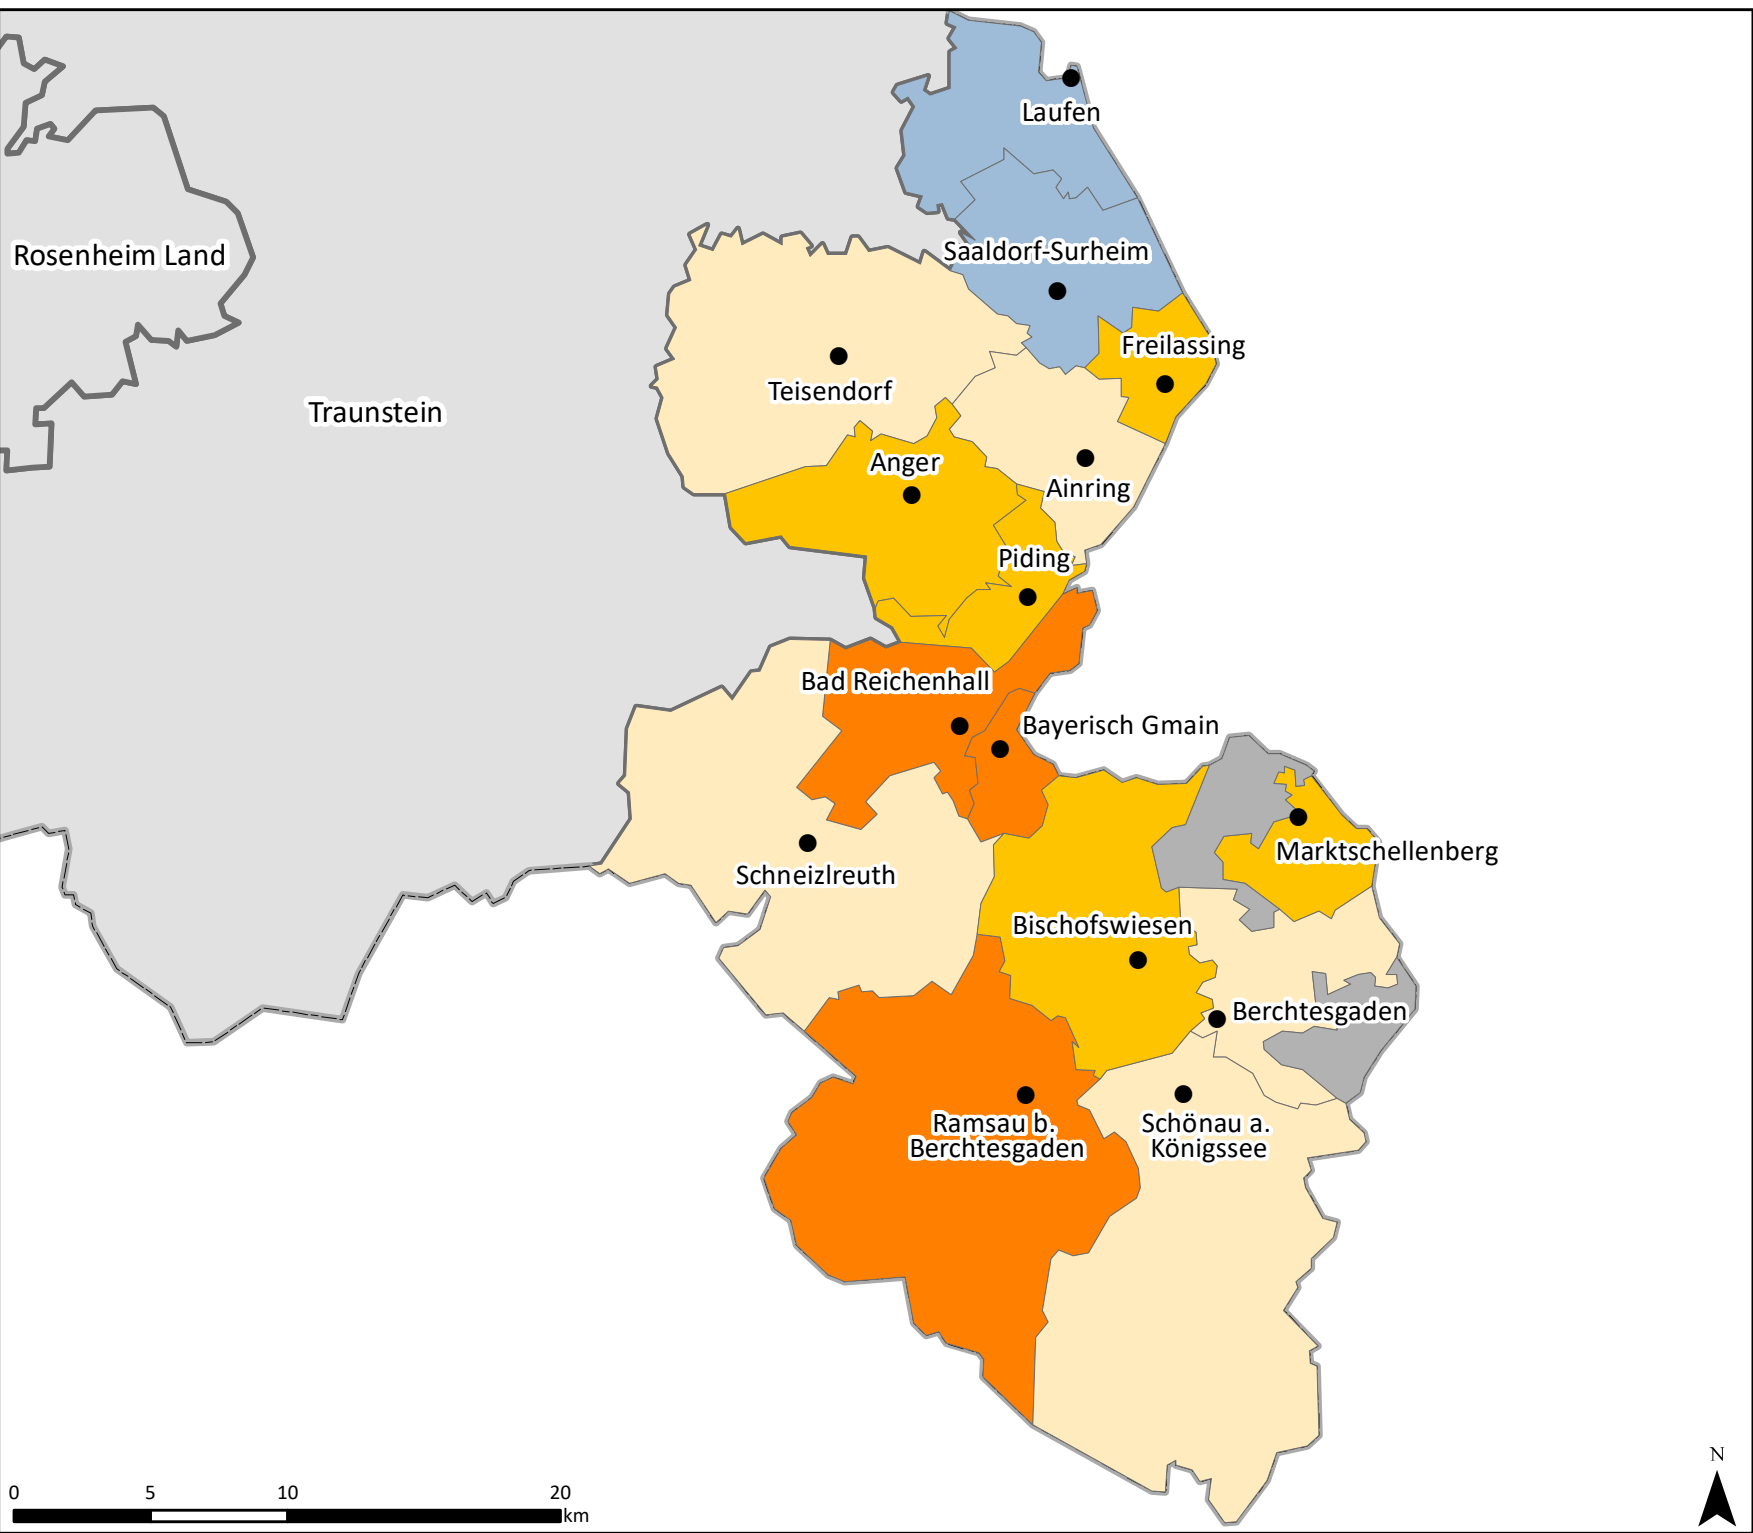 Laufen
Saaldorf-Surheim
Rosenheim Land
Freilassing
Teisendorf
Traunstein
Anger
Ainring
Piding
Bad Reichenhall
Bayerisch Gmain
Marktschellenberg
Schneizlreuth
Bischofswiesen
Berchtesgaden
Ramsau b.
Berchtesgaden
Schönau a.
Königssee
N
0 5 10 20
km